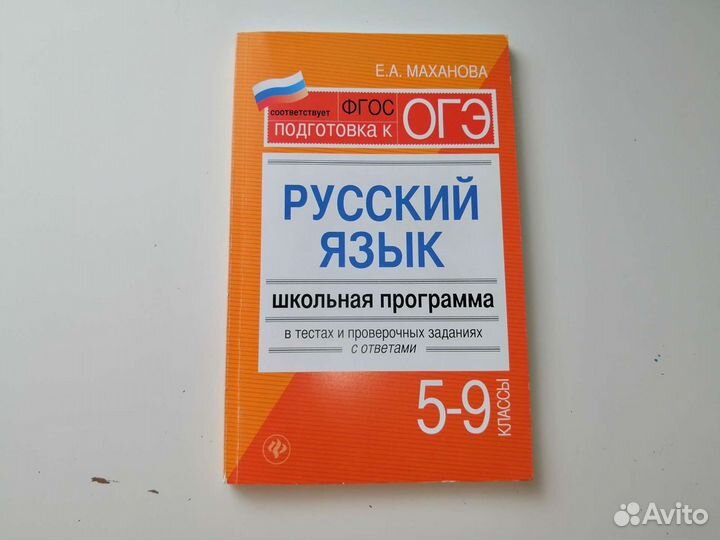 Е.А. МАХАНОВА
соответствует ФГОС
ПОДГОТОВКА К ОГЭ
РУССКИЙ
ЯЗЫК
школьная программа
в тестах и проверочных заданиях
с ответами
5-9 КЛАССЫ
Avito